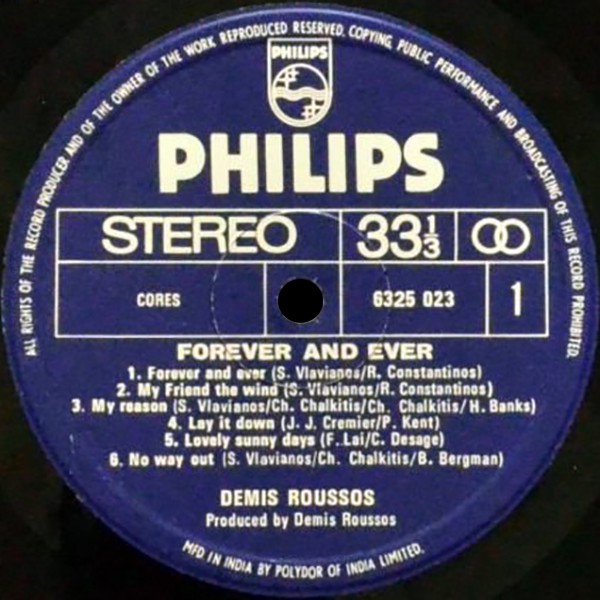 ALL RIGHTS OF THE RECORD PRODUCER AND OF THE OWNER OF THE WORK REPRODUCED RESERVED. COPYING, PUBLIC PERFORMANCE AND BROADCASTING OF THIS RECORD PROHIBITED.
PHILIPS
PHILIPS
STEREO 33⅓
CORES 6325 023 1
FOREVER AND EVER
1. Forever and ever (S. Vlavianos/R. Constantinos)
2. My Friend the wind (S. Vlavianos/R. Constantinos)
3. My reason (S. Vlavianos/Ch. Chalkitis/Ch. Chalkitis/H. Banks)
4. Lay it down (J. J. Cremier/P. Kent)
5. Lovely sunny days (F. Lai/C. Desage)
6. No way out (S. Vlavianos/Ch. Chalkitis/B. Bergman)
DEMIS ROUSSOS
Produced by Demis Roussos
MFD IN INDIA BY POLYDOR OF INDIA LIMITED.